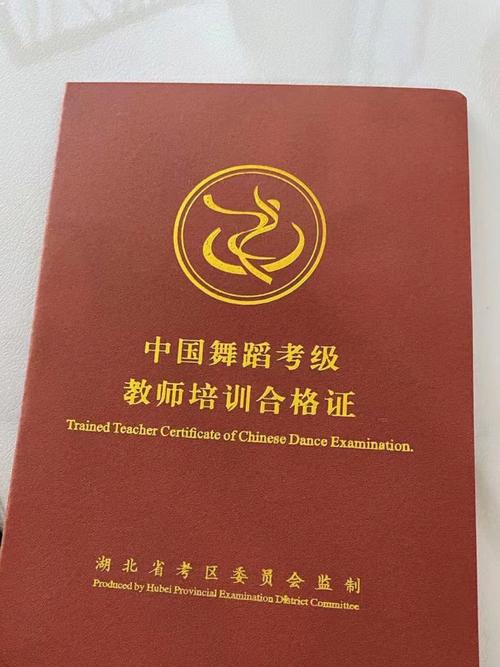 中国舞蹈考级
教师培训合格证
Trained Teacher Certificate of Chinese Dance Examination.
湖北省考区委员会监制
Produced by Hubei Provincial Examination District Committee